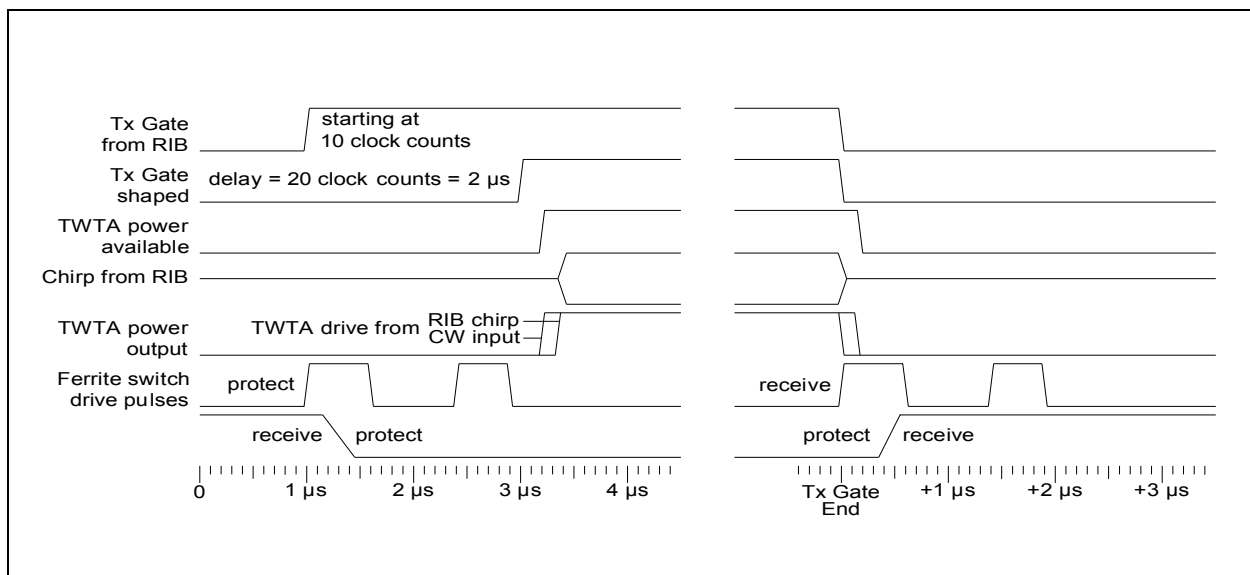 Tx Gate
from RIB
starting at
10 clock counts
Tx Gate
shaped
delay = 20 clock counts = 2 µs
TWTA power
available
Chirp from RIB
TWTA power
output
TWTA drive from
RIB chirp
CW input
Ferrite switch
drive pulses
protect
receive
receive
protect
protect
receive
0
1 µs
2 µs
3 µs
4 µs
Tx Gate
End
+1 µs
+2 µs
+3 µs